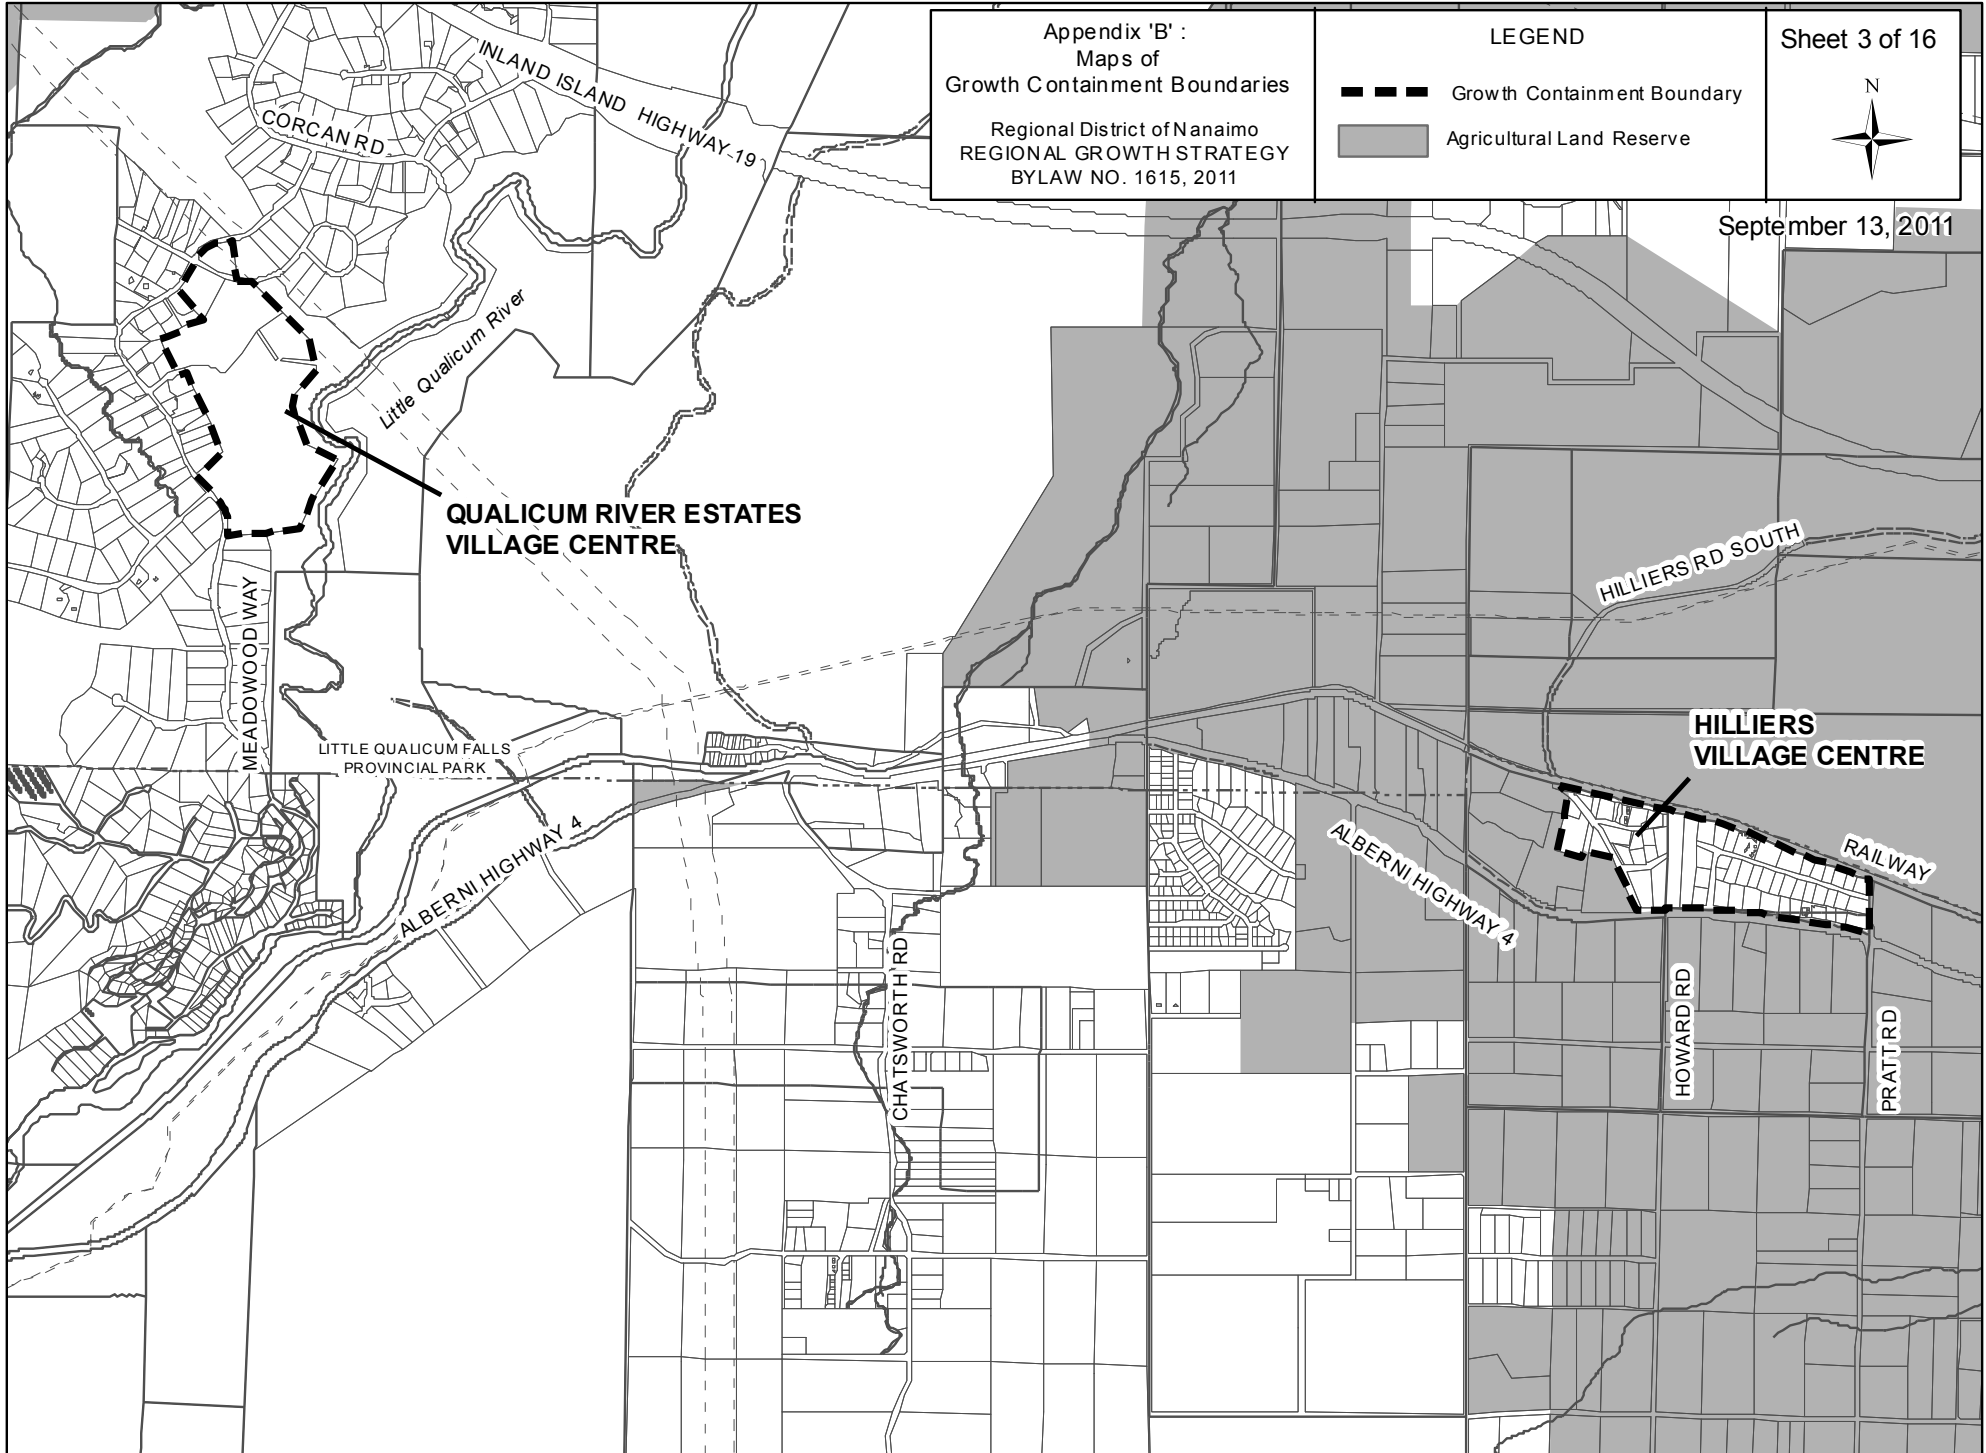 Appendix 'B' :
Maps of
Growth Containment Boundaries
Regional District of Nanaimo
REGIONAL GROWTH STRATEGY
BYLAW NO. 1615, 2011
LEGEND
Growth Containment Boundary
Agricultural Land Reserve
Sheet 3 of 16
N
September 13, 2011
INLAND ISLAND HIGHWAY 19
CORCAN RD
Little Qualicum River
QUALICUM RIVER ESTATES
VILLAGE CENTRE
HILLIERS RD SOUTH
MEADOWOOD WAY
LITTLE QUALICUM FALLS
PROVINCIAL PARK
HILLIERS
VILLAGE CENTRE
ALBERNI HIGHWAY 4
ALBERNI HIGHWAY 4
RAILWAY
CHATSWORTH RD
HOWARD RD
PRATT RD